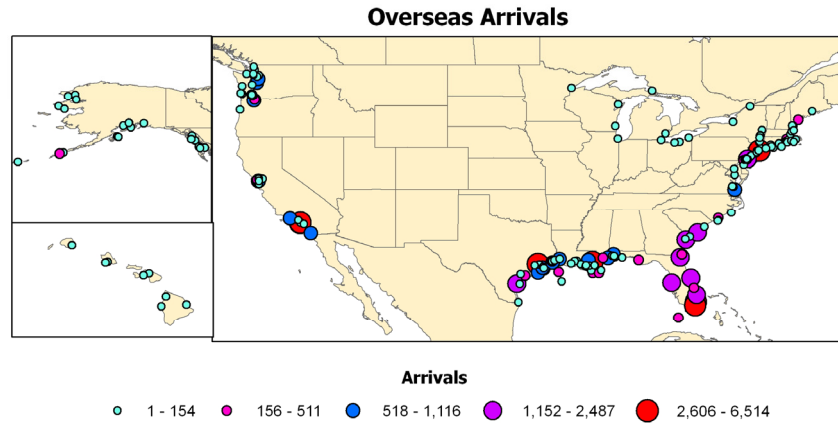 Overseas Arrivals
Arrivals
1 - 154 156 - 511 518 - 1,116 1,152 - 2,487 2,606 - 6,514